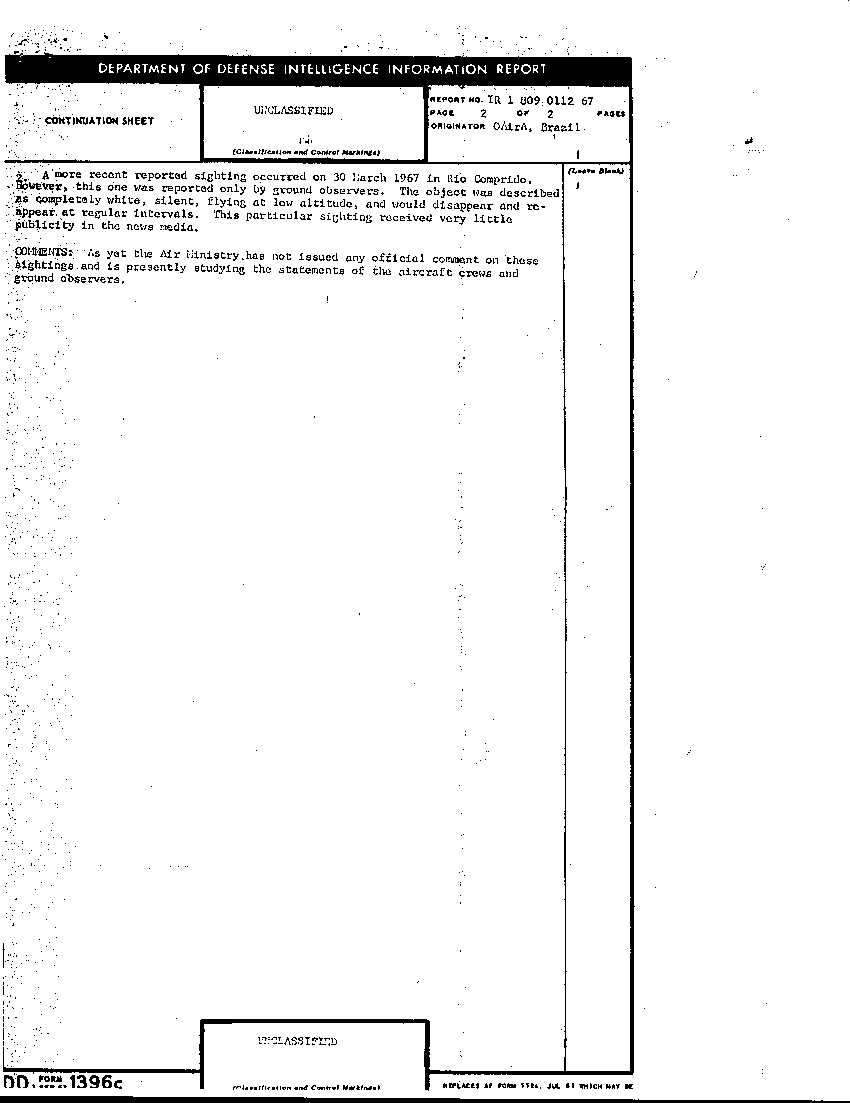 DEPARTMENT OF DEFENSE INTELLIGENCE INFORMATION REPORT
CONTINUATION SHEET
UNCLASSIFIED
(Classification and Control Markings)
REPORT NO. IR 1 809 0112 67
PAGE 2 OF 2 PAGES
ORIGINATOR OAirA, Brazil
(Leave Blank)
2. A more recent reported sighting occurred on 30 March 1967 in Rio Comprido.
However, this one was reported only by ground observers. The object was described
as completely white, silent, flying at low altitude, and would disappear and re-
appear at regular intervals. This particular sighting received very little
publicity in the news media.
COMMENTS: As yet the Air Ministry has not issued any official comment on these
sightings and is presently studying the statements of the aircraft crews and
ground observers.
UNCLASSIFIED
DD FORM 1396c
(Classification and Control Markings)
REPLACES AF FORM 112a, JUL 61 WHICH MAY BE